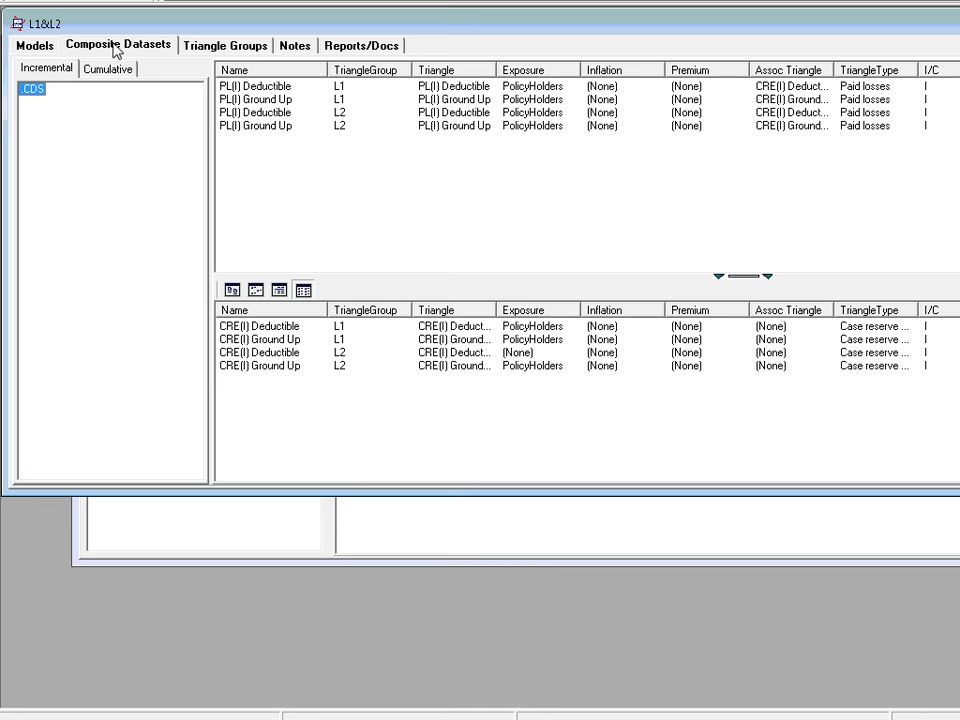 L1&L2
Models Composite Datasets Triangle Groups Notes Reports/Docs
Incremental Cumulative
.CDS
Name TriangleGroup Triangle Exposure Inflation Premium Assoc Triangle TriangleType I/C
PL(I) Deductible L1 PL(I) Deductible PolicyHolders (None) (None) CRE(I) Deduct... Paid losses I
PL(I) Ground Up L1 PL(I) Ground Up PolicyHolders (None) (None) CRE(I) Ground... Paid losses I
PL(I) Deductible L2 PL(I) Deductible PolicyHolders (None) (None) CRE(I) Deduct... Paid losses I
PL(I) Ground Up L2 PL(I) Ground Up PolicyHolders (None) (None) CRE(I) Ground... Paid losses I
Name TriangleGroup Triangle Exposure Inflation Premium Assoc Triangle TriangleType I/C
CRE(I) Deductible L1 CRE(I) Deduct... PolicyHolders (None) (None) (None) Case reserve ... I
CRE(I) Ground Up L1 CRE(I) Ground... PolicyHolders (None) (None) (None) Case reserve ... I
CRE(I) Deductible L2 CRE(I) Deduct... (None) (None) (None) (None) Case reserve ... I
CRE(I) Ground Up L2 CRE(I) Ground... PolicyHolders (None) (None) (None) Case reserve ... I